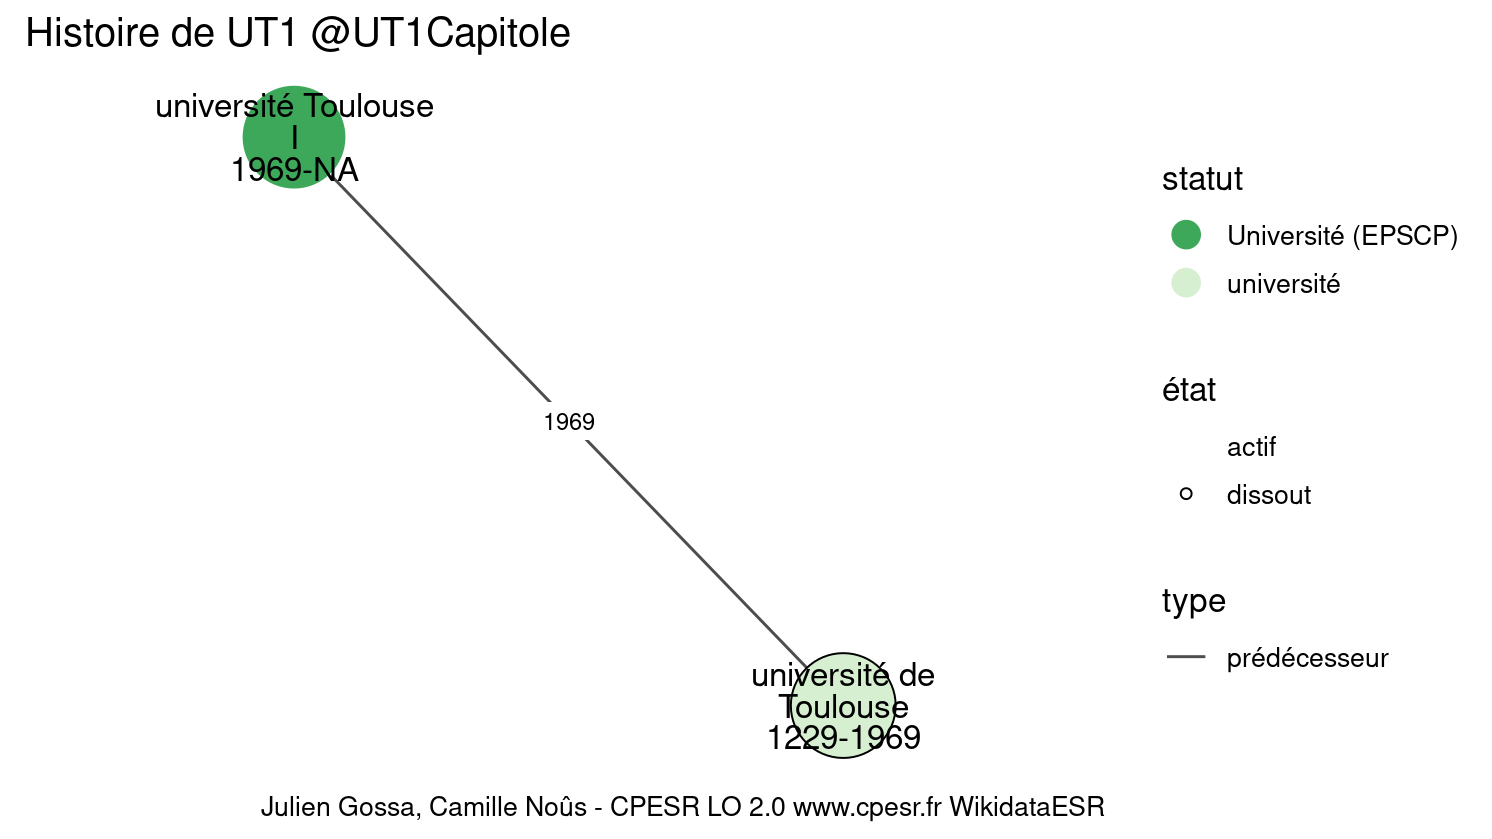 Histoire de UT1 @UT1Capitole
université Toulouse
I
1969-NA
1969
université de
Toulouse
1229-1969
statut
Université (EPSCP)
université
état
actif
dissout
type
prédécesseur
Julien Gossa, Camille Noûs - CPESR LO 2.0 www.cpesr.fr WikidataESR